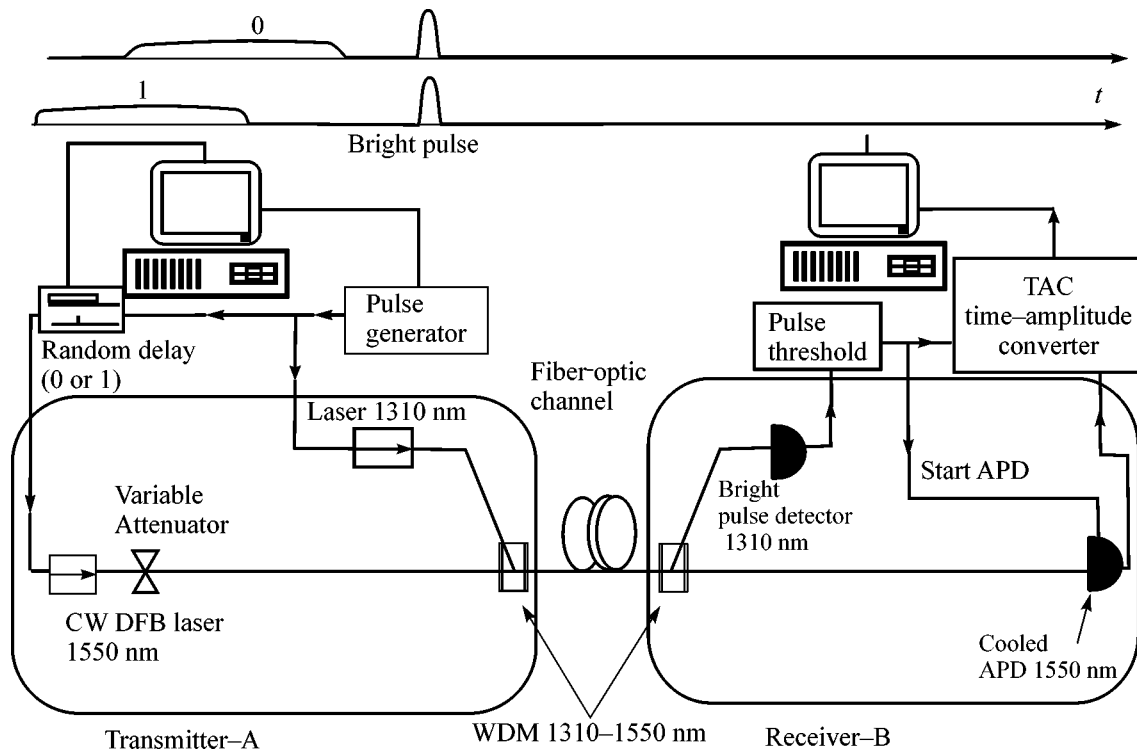 0
1
t
Bright pulse
Pulse
generator
Random delay
(0 or 1)
Laser 1310 nm
Fiber-optic
channel
Pulse
threshold
TAC
time–amplitude
converter
Start APD
Variable
Attenuator
Bright
pulse detector
1310 nm
CW DFB laser
1550 nm
Cooled
APD 1550 nm
WDM 1310–1550 nm
Transmitter–A
Receiver–B